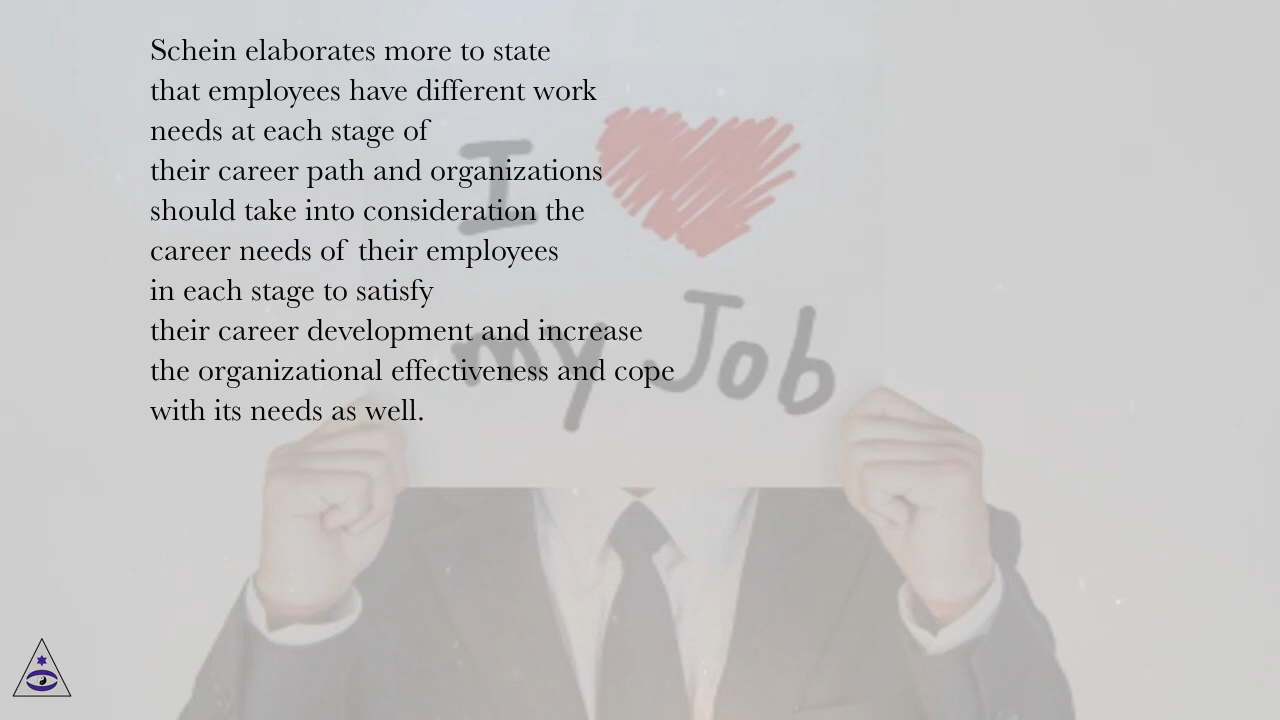 Schein elaborates more to state
that employees have different work
needs at each stage of
their career path and organizations
should take into consideration the
career needs of their employees
in each stage to satisfy
their career development and increase
the organizational effectiveness and cope
with its needs as well.
I
my Job